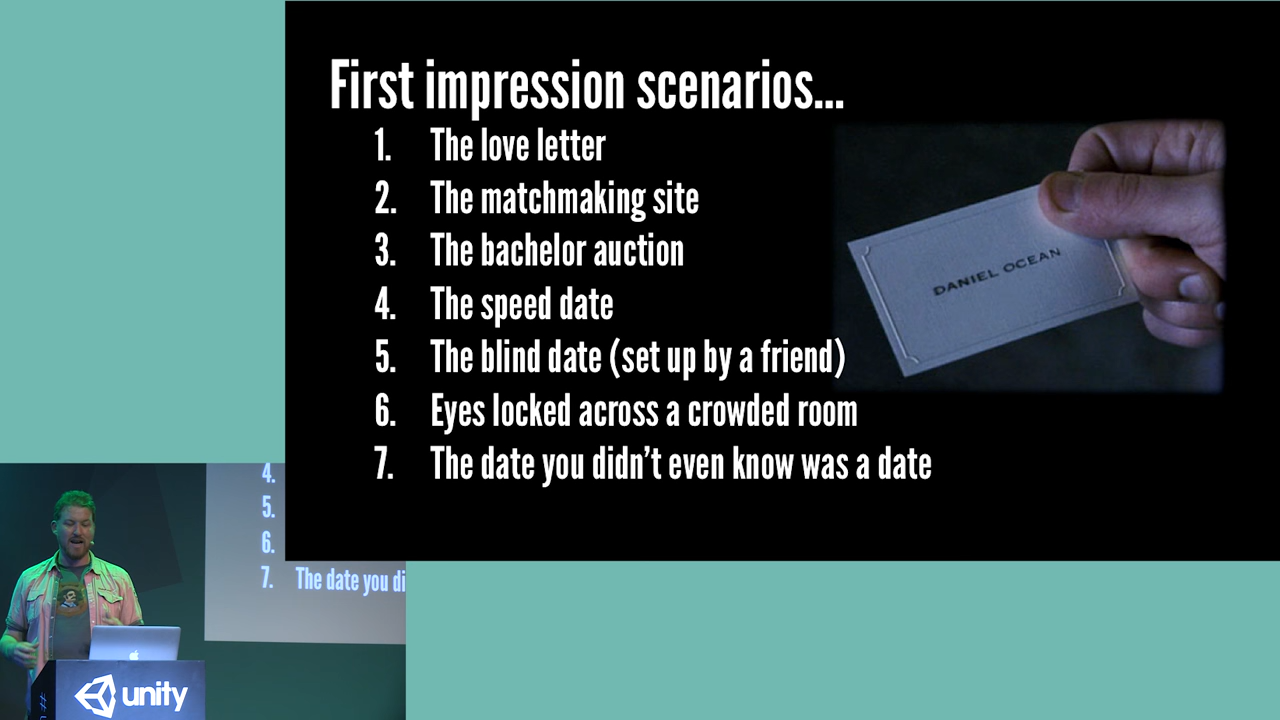 First impression scenarios...
1. The love letter
2. The matchmaking site
3. The bachelor auction
4. The speed date
5. The blind date (set up by a friend)
6. Eyes locked across a crowded room
7. The date you didn't even know was a date
DANIEL OCEAN
4.
5.
6.
7. The date you di
unity
#